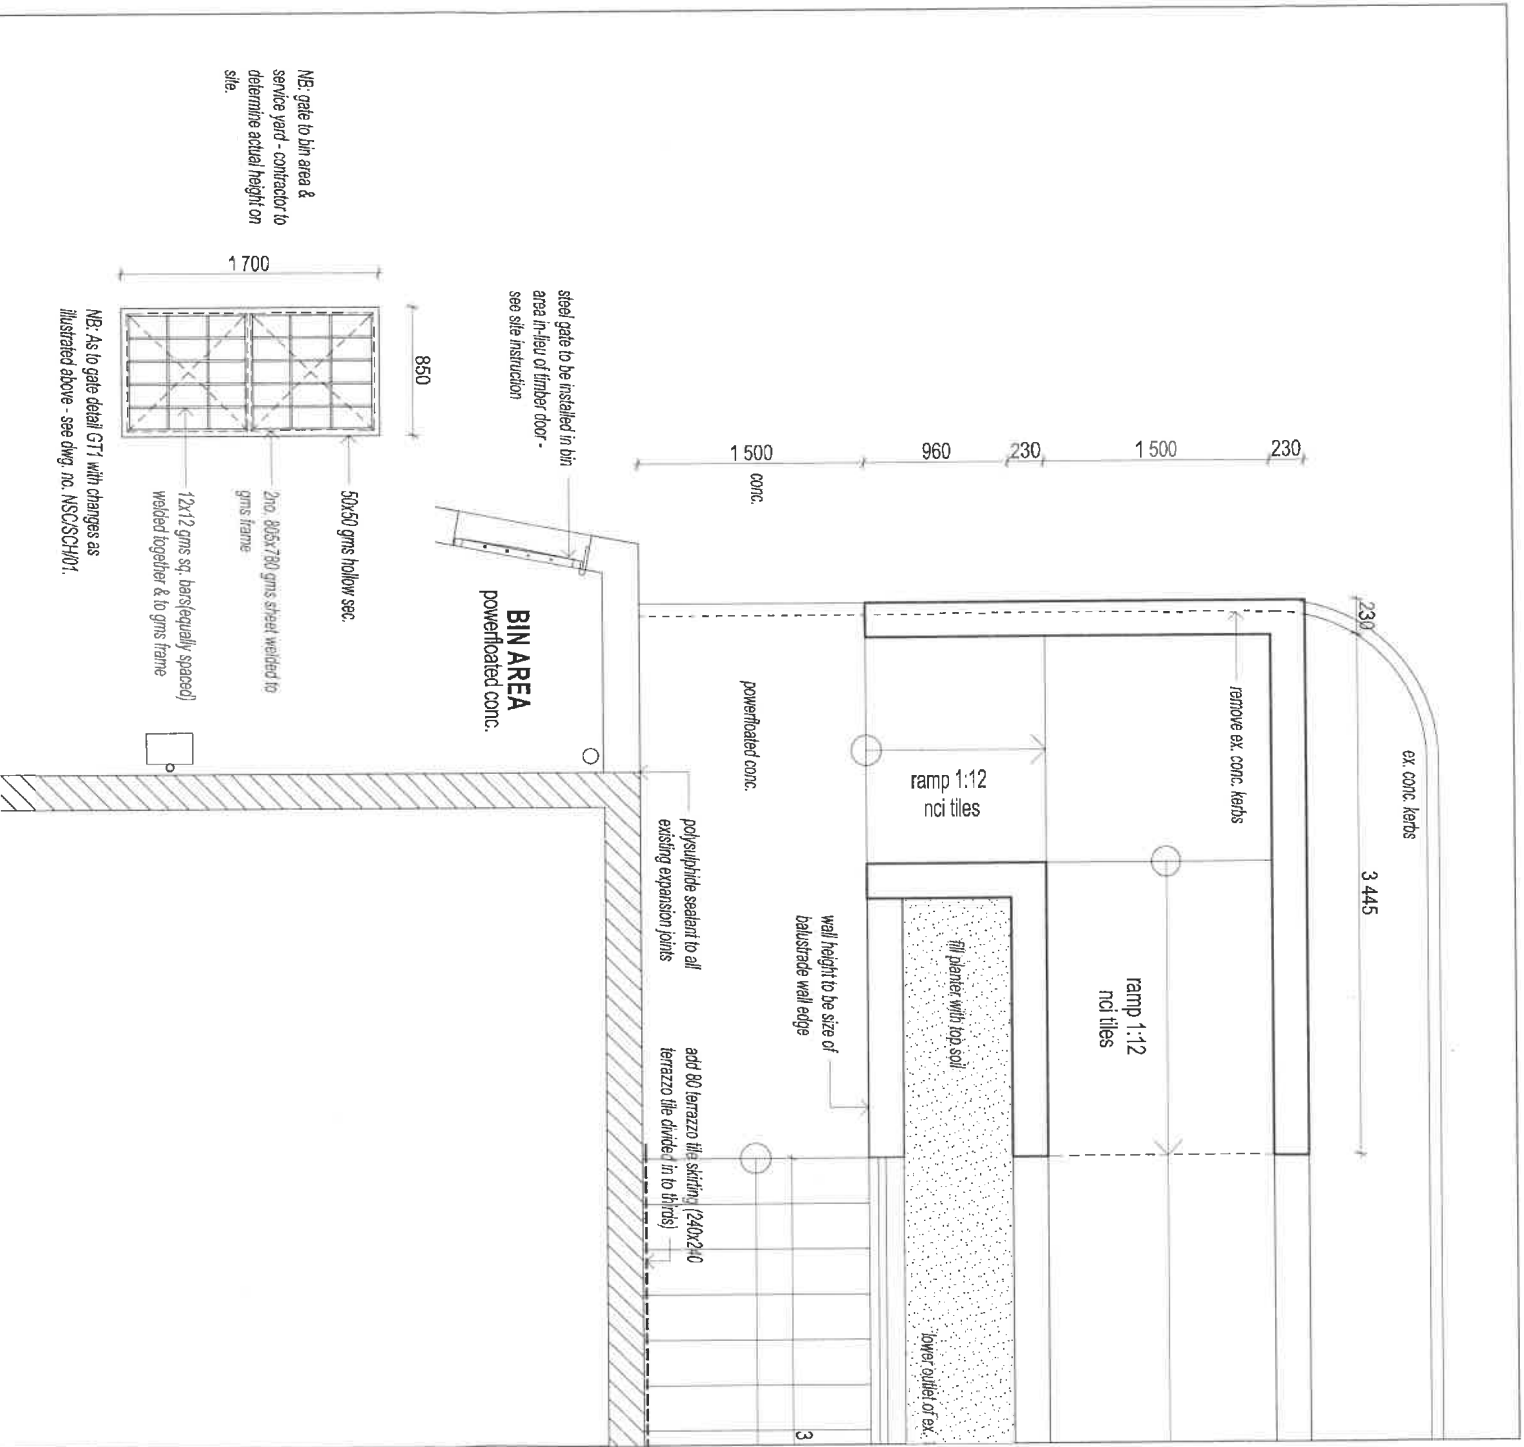 NB: gate to bin area &
service yard - contractor to
determine actual height on
site.
1 700
850
NB: As to gate detail GT1 with changes as
illustrated above - see dwg. no. NSC/SCH/01.
50x50 gms hollow sec.
2no. 805x780 gms sheet welded to
gms frame
12x12 gms sq. bars(equally spaced)
welded together & to gms frame
steel gate to be installed in bin
area in-lieu of timber door -
see site instruction
BIN AREA
powerfloated conc.
1 500
960
230
1 500
230
conc.
powerfloated conc.
230
3 445
ex. conc. kerbs
remove ex. conc. kerbs
ramp 1:12
nci tiles
ramp 1:12
nci tiles
fill planter with top soil
wall height to be size of
balustrade wall edge
polysulphide sealant to all
existing expansion joints
add 80 terrazzo tile skirting (240x240
terrazzo tile divided in to thirds)
lower outlet of ex.
3